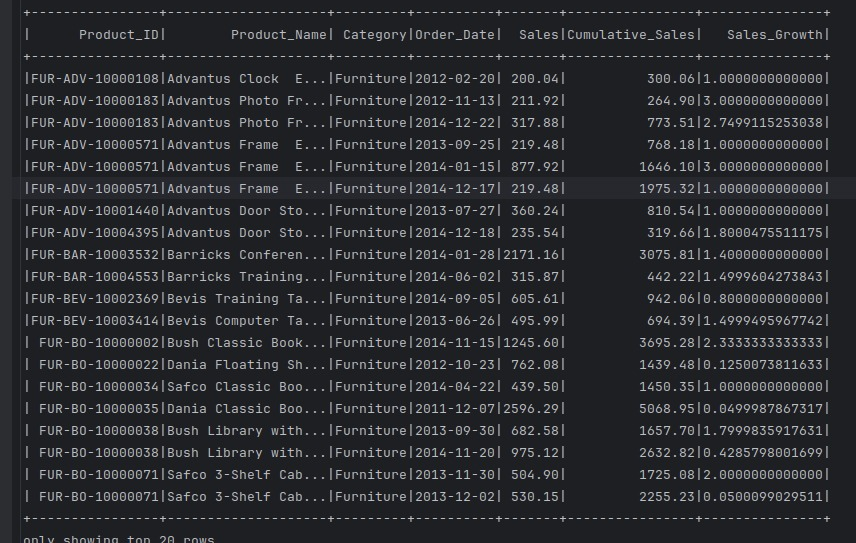 +----------------+--------------------+---------+----------+-------+----------------+---------------+
|      Product_ID|        Product_Name| Category|Order_Date|  Sales|Cumulative_Sales|   Sales_Growth|
+----------------+--------------------+---------+----------+-------+----------------+---------------+
|FUR-ADV-10000108|Advantus Clock  E...|Furniture|2012-02-20| 200.04|          300.06|1.0000000000000|
|FUR-ADV-10000183|Advantus Photo Fr...|Furniture|2012-11-13| 211.92|          264.90|3.0000000000000|
|FUR-ADV-10000183|Advantus Photo Fr...|Furniture|2014-12-22| 317.88|          773.51|2.7499115253038|
|FUR-ADV-10000571|Advantus Frame  E...|Furniture|2013-09-25| 219.48|          768.18|1.0000000000000|
|FUR-ADV-10000571|Advantus Frame  E...|Furniture|2014-01-15| 877.92|         1646.10|3.0000000000000|
|FUR-ADV-10000571|Advantus Frame  E...|Furniture|2014-12-17| 219.48|         1975.32|1.0000000000000|
|FUR-ADV-10001440|Advantus Door Sto...|Furniture|2013-07-27| 360.24|          810.54|1.0000000000000|
|FUR-ADV-10004395|Advantus Door Sto...|Furniture|2014-12-18| 235.54|          319.66|1.8000475511175|
|FUR-BAR-10003532|Barricks Conferen...|Furniture|2014-01-28|2171.16|         3075.81|1.4000000000000|
|FUR-BAR-10004553|Barricks Training...|Furniture|2014-06-02| 315.87|          442.22|1.4999604273843|
|FUR-BEV-10002369|Bevis Training Ta...|Furniture|2014-09-05| 605.61|          942.06|0.8000000000000|
|FUR-BEV-10003414|Bevis Computer Ta...|Furniture|2013-06-26| 495.99|          694.39|1.4999495967742|
| FUR-BO-10000002|Bush Classic Book...|Furniture|2014-11-15|1245.60|         3695.28|2.3333333333333|
| FUR-BO-10000022|Dania Floating Sh...|Furniture|2012-10-23| 762.08|         1439.48|0.1250073811633|
| FUR-BO-10000034|Safco Classic Boo...|Furniture|2014-04-22| 439.50|         1450.35|1.0000000000000|
| FUR-BO-10000035|Dania Classic Boo...|Furniture|2011-12-07|2596.29|         5068.95|0.0499987867317|
| FUR-BO-10000038|Bush Library with...|Furniture|2013-09-30| 682.58|         1657.70|1.7999835917631|
| FUR-BO-10000038|Bush Library with...|Furniture|2014-11-20| 975.12|         2632.82|0.4285798001699|
| FUR-BO-10000071|Safco 3-Shelf Cab...|Furniture|2013-11-30| 504.90|         1725.08|2.0000000000000|
| FUR-BO-10000071|Safco 3-Shelf Cab...|Furniture|2013-12-02| 530.15|         2255.23|0.0500099029511|
+----------------+--------------------+---------+----------+-------+----------------+---------------+
only showing top 20 rows